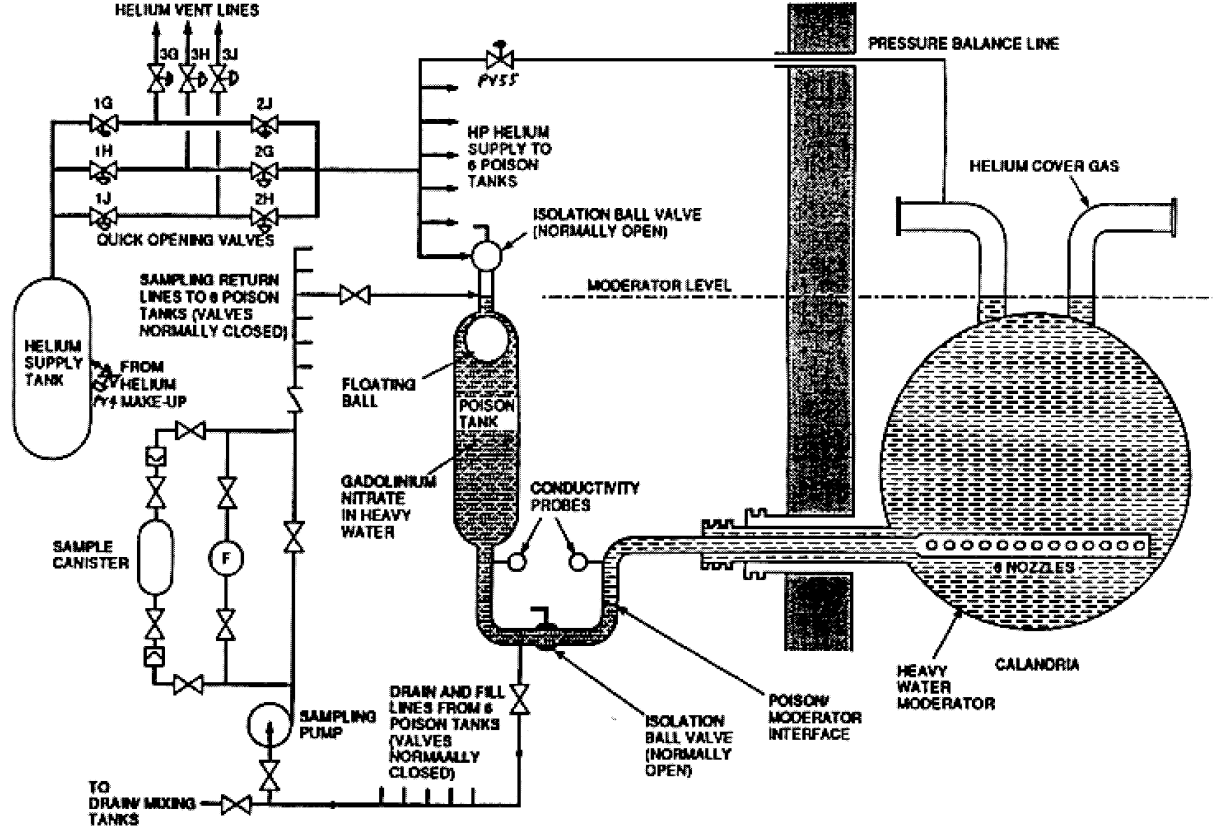 HELIUM VENT LINES
3G 3H 3J
PRESSURE BALANCE LINE
PV55
1G 2J
HP HELIUM
SUPPLY TO
6 POISON
TANKS
1H 2G
HELIUM COVER GAS
1J 2H
ISOLATION BALL VALVE
(NORMALLY OPEN)
QUICK OPENING VALVES
SAMPLING RETURN
LINES TO 6 POISON
TANKS (VALVES
NORMALLY CLOSED)
MODERATOR LEVEL
HELIUM
SUPPLY
TANK
FROM
HELIUM
MAKE-UP
PV4
FLOATING
BALL
POISON
TANK
GADOLINIUM
NITRATE
IN HEAVY
WATER
CONDUCTIVITY
PROBES
SAMPLE
CANISTER
F
6 NOZZLES
CALANDRIA
HEAVY
WATER
MODERATOR
DRAIN AND FILL
LINES FROM 6
POISON TANKS
(VALVES
NORMAALLY
CLOSED)
SAMPLING
PUMP
ISOLATION
BALL VALVE
(NORMALLY
OPEN)
POISON/
MODERATOR
INTERFACE
TO
DRAIN/ MIXING
TANKS